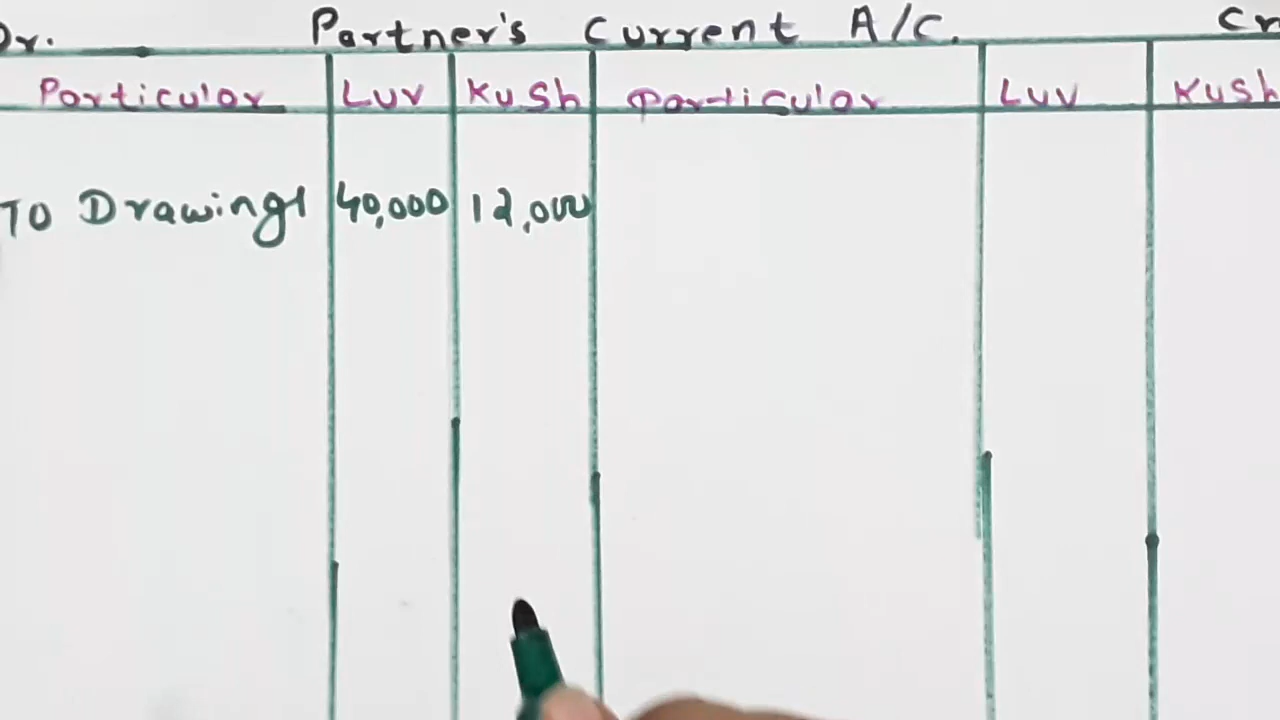 Dr. Partner's Current A/C. Cr
Particular Luv Kush Particular Luv Kush
To Drawings 40,000 12,000